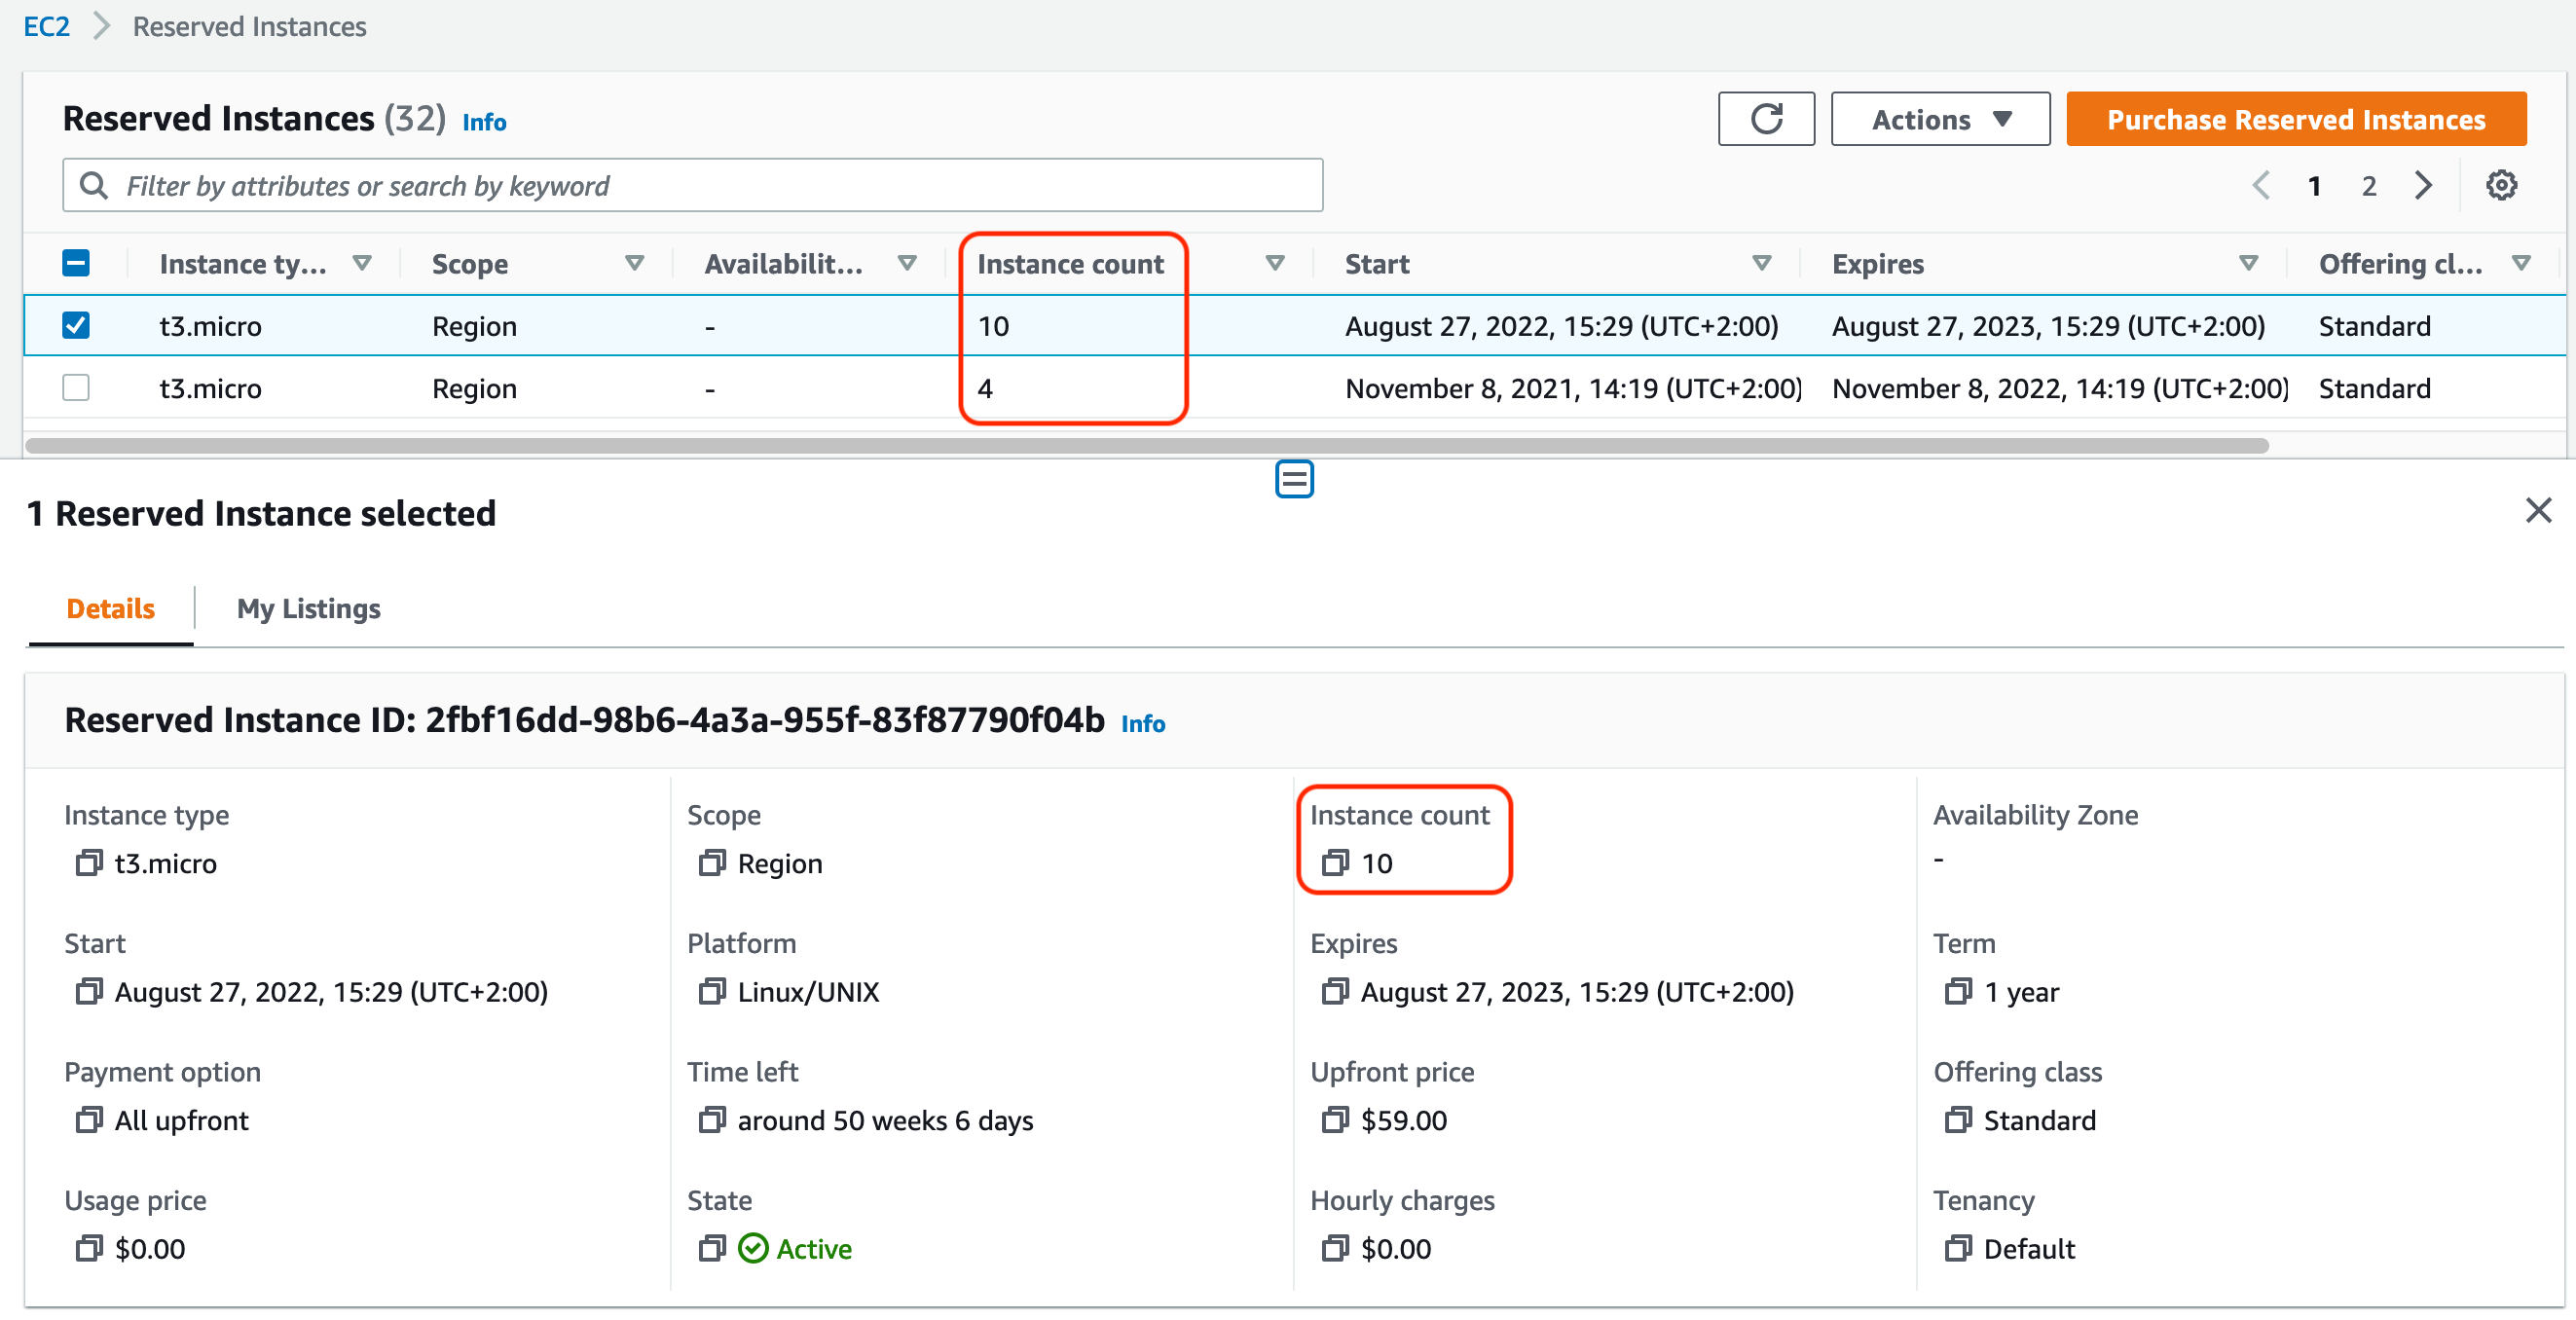 EC2 > Reserved Instances
Reserved Instances (32) Info
Actions
Purchase Reserved Instances
Filter by attributes or search by keyword
1 2
Instance ty... Scope Availabilit... Instance count Start Expires Offering cl...
t3.micro Region - 10 August 27, 2022, 15:29 (UTC+2:00) August 27, 2023, 15:29 (UTC+2:00) Standard
t3.micro Region - 4 November 8, 2021, 14:19 (UTC+2:00) November 8, 2022, 14:19 (UTC+2:00) Standard
1 Reserved Instance selected
Details My Listings
Reserved Instance ID: 2fbf16dd-98b6-4a3a-955f-83f87790f04b Info
Instance type Scope Instance count Availability Zone
t3.micro Region 10 -
Start Platform Expires Term
August 27, 2022, 15:29 (UTC+2:00) Linux/UNIX August 27, 2023, 15:29 (UTC+2:00) 1 year
Payment option Time left Upfront price Offering class
All upfront around 50 weeks 6 days $59.00 Standard
Usage price State Hourly charges Tenancy
$0.00 Active $0.00 Default